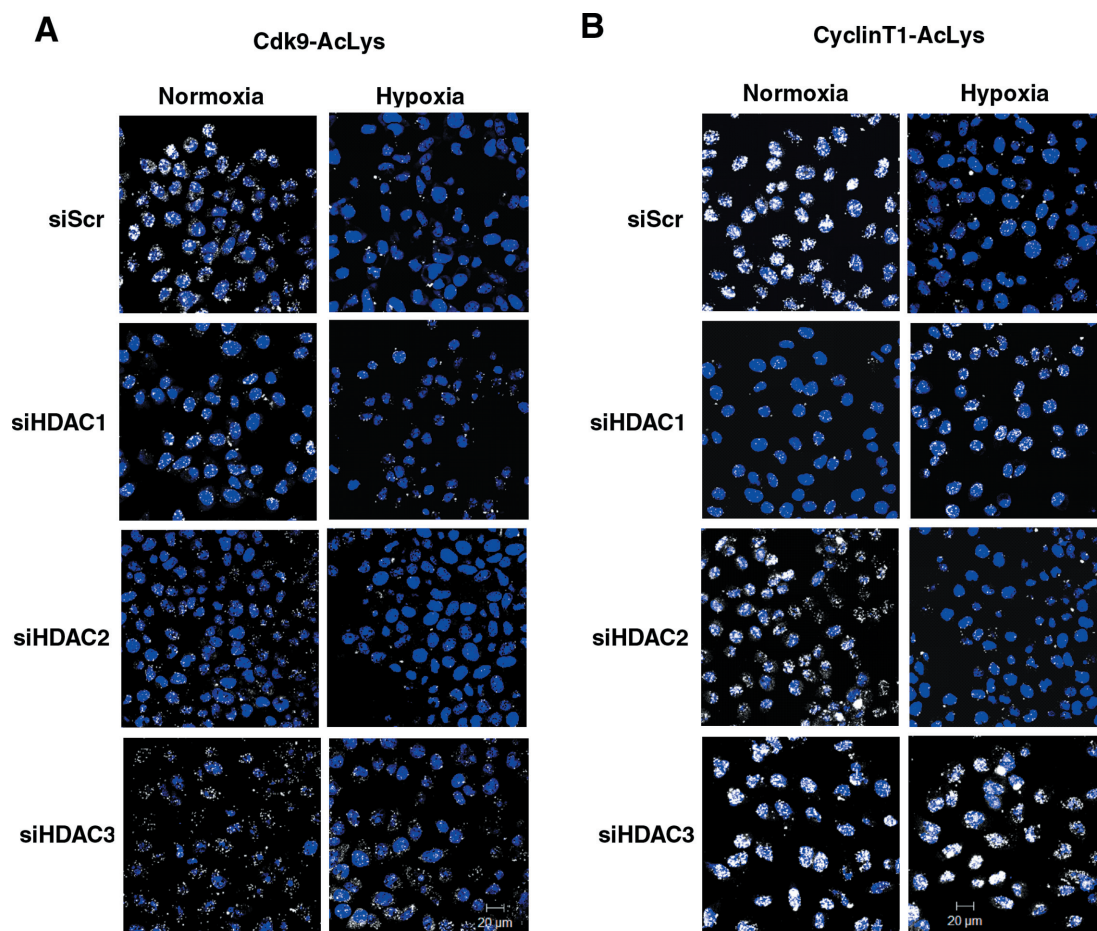 A
Cdk9-AcLys
Normoxia
Hypoxia
siScr
siHDAC1
siHDAC2
siHDAC3
20 µm
B
CyclinT1-AcLys
Normoxia
Hypoxia
siScr
siHDAC1
siHDAC2
siHDAC3
20 µm